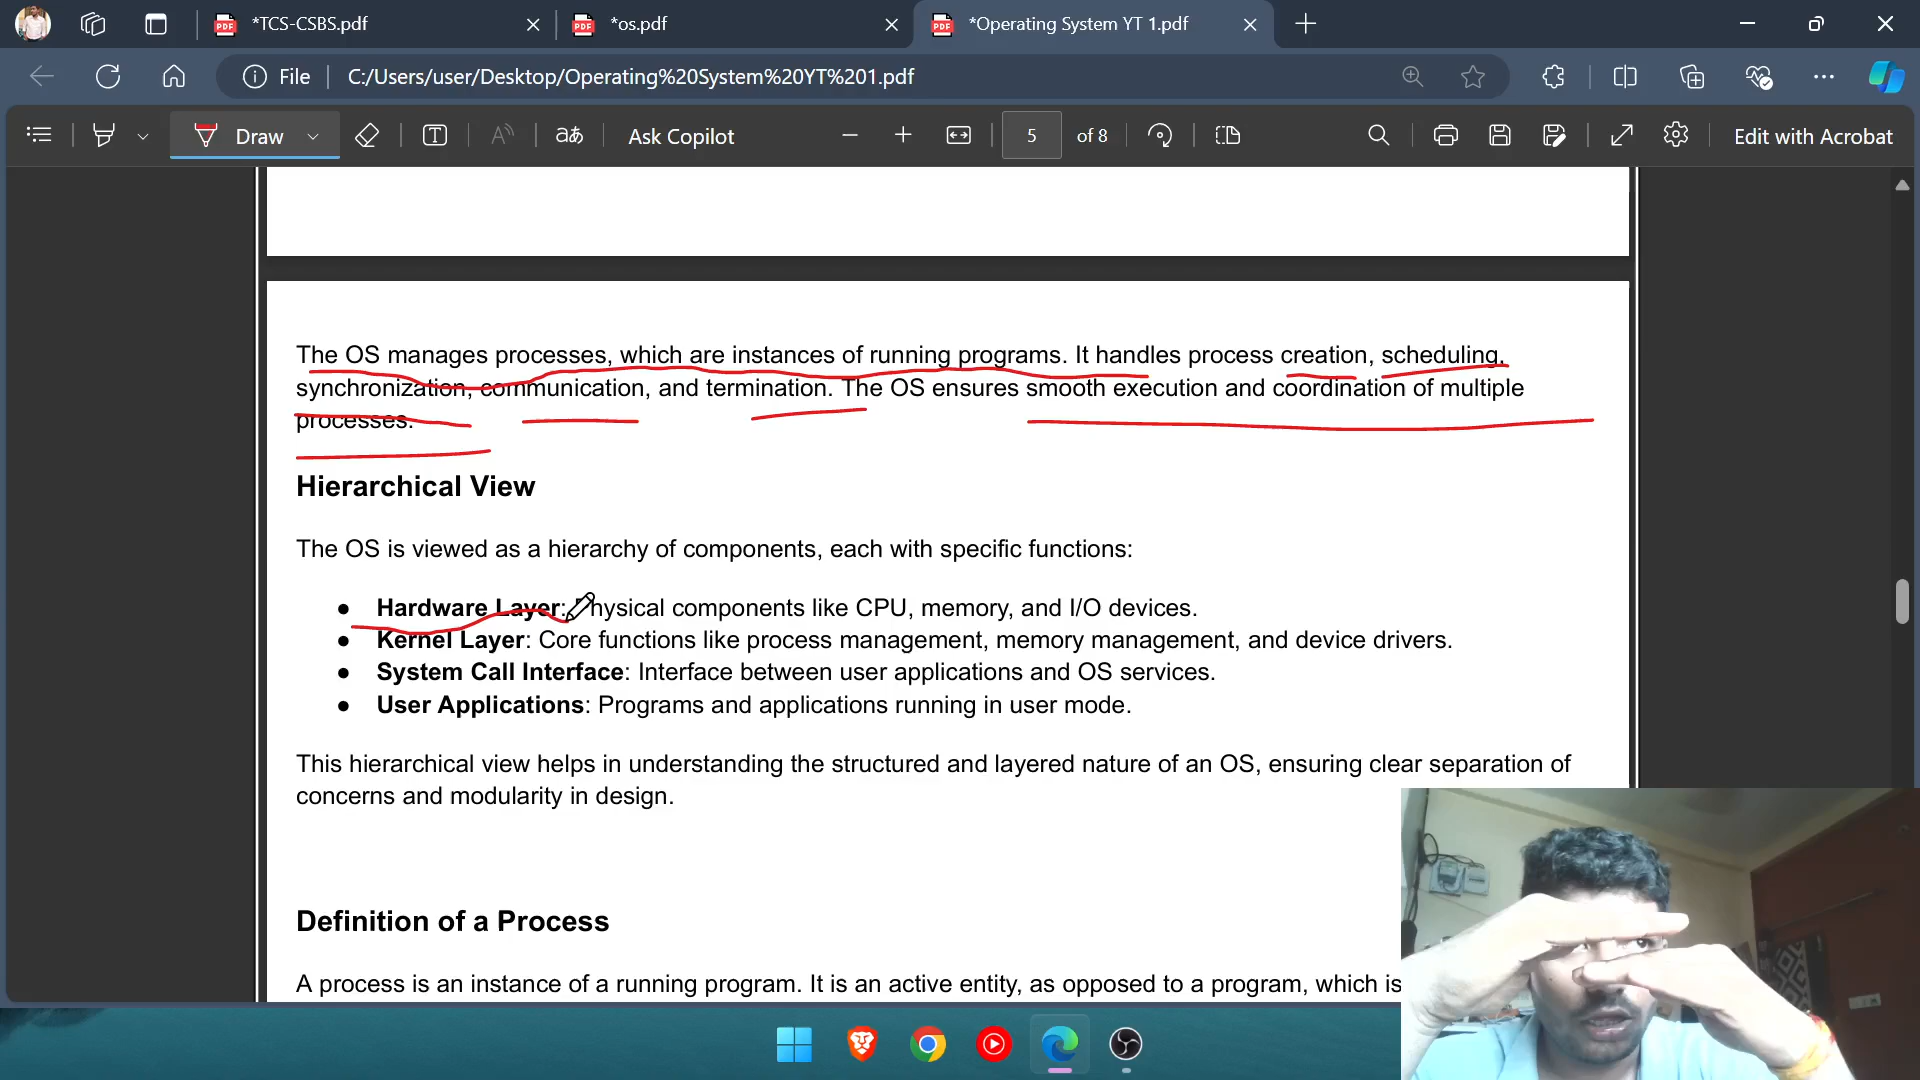 *TCS-CSBS.pdf
*os.pdf
*Operating System YT 1.pdf
File
C:/Users/user/Desktop/Operating%20System%20YT%201.pdf
Draw
Ask Copilot
5
of 8
Edit with Acrobat
The OS manages processes, which are instances of running programs. It handles process creation, scheduling,
synchronization, communication, and termination. The OS ensures smooth execution and coordination of multiple
processes.
Hierarchical View
The OS is viewed as a hierarchy of components, each with specific functions:
● Hardware Layer: Physical components like CPU, memory, and I/O devices.
● Kernel Layer: Core functions like process management, memory management, and device drivers.
● System Call Interface: Interface between user applications and OS services.
● User Applications: Programs and applications running in user mode.
This hierarchical view helps in understanding the structured and layered nature of an OS, ensuring clear separation of
concerns and modularity in design.
Definition of a Process
A process is an instance of a running program. It is an active entity, as opposed to a program, which is